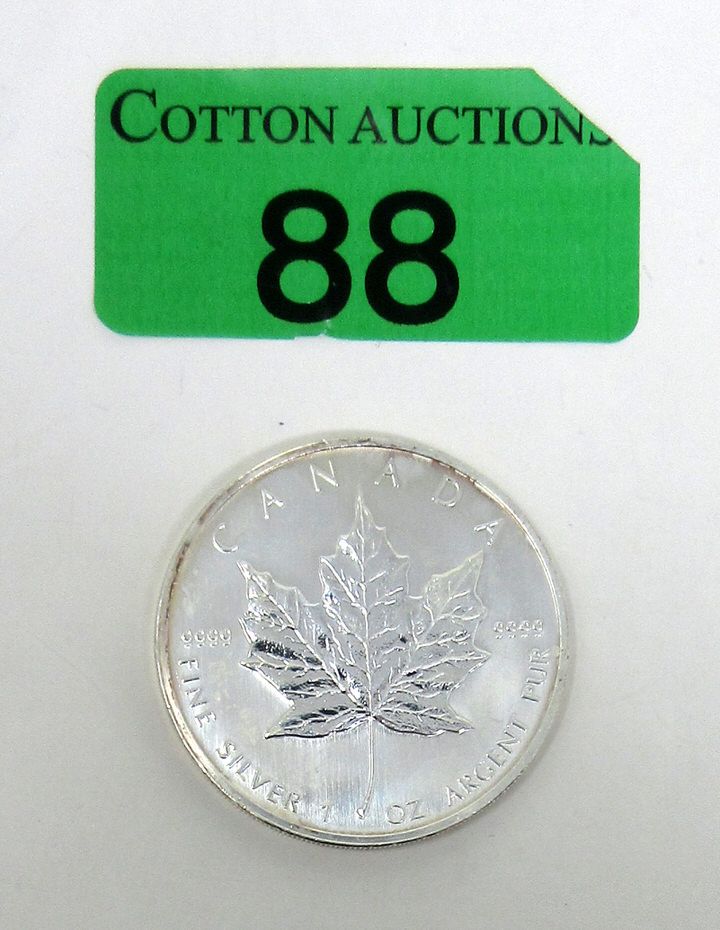 COTTON AUCTIONS
88
CANADA
9999 9999
FINE SILVER 1 OZ ARGENT PUR